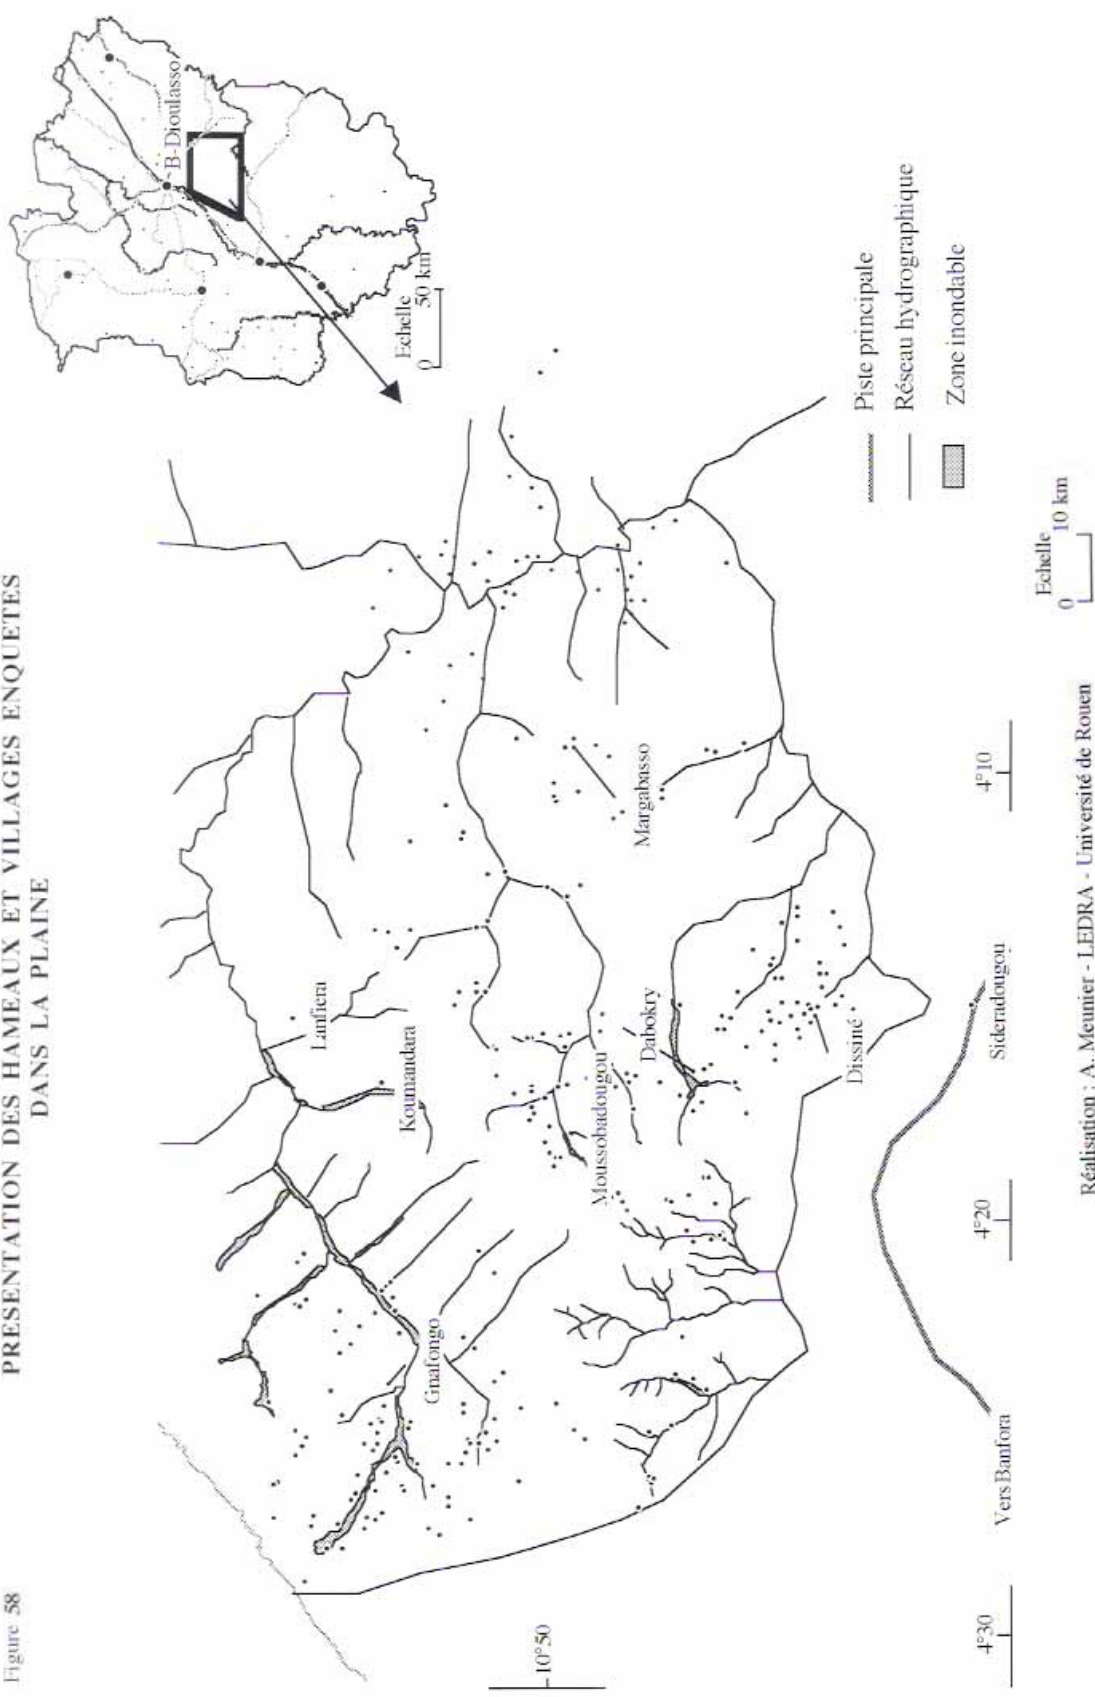 Figure 58
PRESENTATION DES HAMEAUX ET VILLAGES ENQUETES
DANS LA PLAINE
B-Dioulasso
Echelle
0 50 km
Lanfiera
Koumandara
Gnafongo
Moussobadougou
Dabokry
Margabasso
Dissiné
Sideradougou
Vers Banfora
10°50
4°30
4°20
4°10
Piste principale
Réseau hydrographique
Zone inondable
Echelle
0 10 km
Réalisation : A. Meunier - LEDRA - Université de Rouen